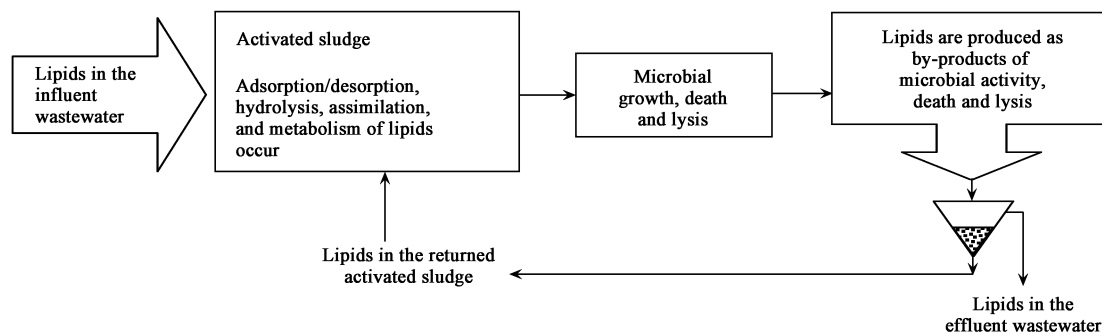 Lipids in the
influent
wastewater
Activated sludge
Adsorption/desorption,
hydrolysis, assimilation,
and metabolism of lipids
occur
Microbial
growth, death
and lysis
Lipids are produced as
by-products of
microbial activity,
death and lysis
Lipids in the returned
activated sludge
Lipids in the
effluent wastewater